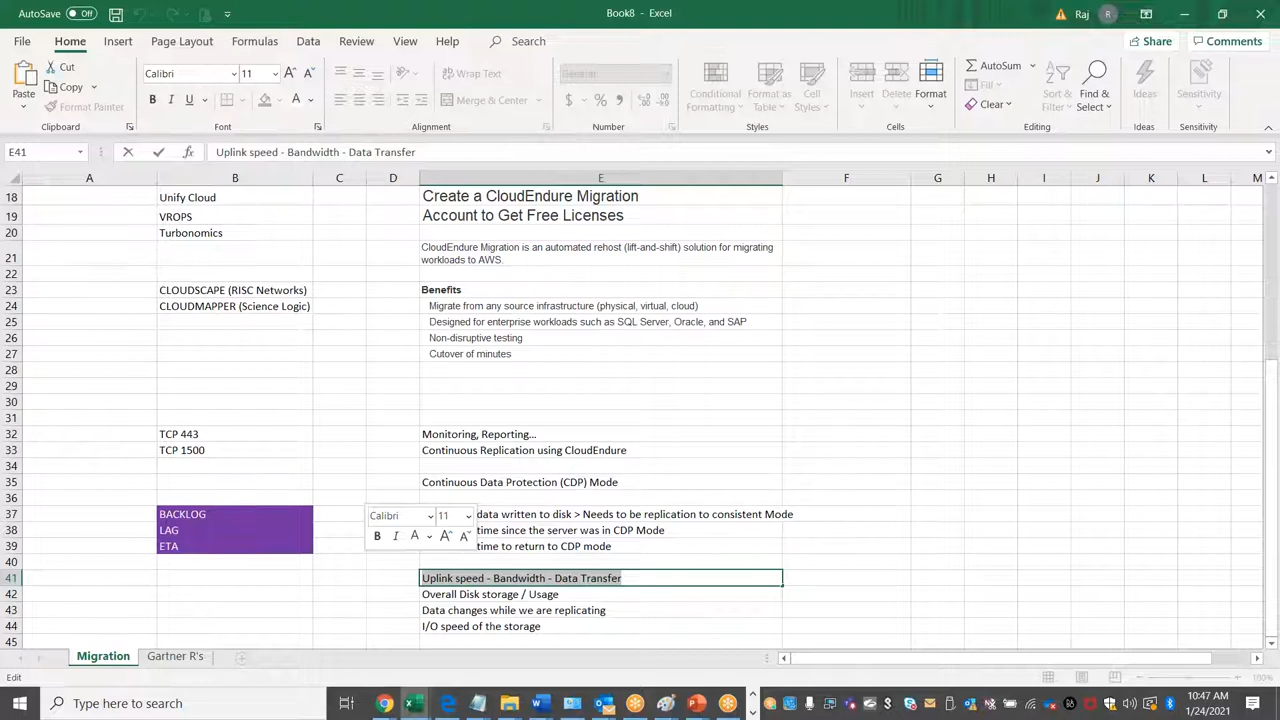 AutoSave Off
Book8 - Excel
Raj R
File Home Insert Page Layout Formulas Data Review View Help Search
Share Comments
Paste
Cut
Copy
Format Painter
Clipboard
Calibri 11
B I U
Font
Wrap Text
Merge & Center
Alignment
General
$ % ,
Number
Conditional Formatting
Format as Table
Cell Styles
Styles
Insert Delete Format
Cells
AutoSum
Fill
Clear
Sort & Filter
Find & Select
Editing
Ideas
Ideas
Sensitivity
Sensitivity
E41 fx Uplink speed - Bandwidth - Data Transfer
A B C D E F G H I J K L M
18 Unify Cloud Create a CloudEndure Migration
19 VROPS Account to Get Free Licenses
20 Turbonomics
21 CloudEndure Migration is an automated rehost (lift-and-shift) solution for migrating
workloads to AWS.
22
23 CLOUDSCAPE (RISC Networks) Benefits
24 CLOUDMAPPER (Science Logic) Migrate from any source infrastructure (physical, virtual, cloud)
25 Designed for enterprise workloads such as SQL Server, Oracle, and SAP
26 Non-disruptive testing
27 Cutover of minutes
28
29
30
31
32 TCP 443 Monitoring, Reporting...
33 TCP 1500 Continuous Replication using CloudEndure
34
35 Continuous Data Protection (CDP) Mode
36
37 BACKLOG data written to disk > Needs to be replication to consistent Mode
38 LAG time since the server was in CDP Mode
39 ETA time to return to CDP mode
Calibri 11
B I A A A
40
41 Uplink speed - Bandwidth - Data Transfer
42 Overall Disk storage / Usage
43 Data changes while we are replicating
44 I/O speed of the storage
45
Migration Gartner R's
Edit
100%
Type here to search
10:47 AM
1/24/2021